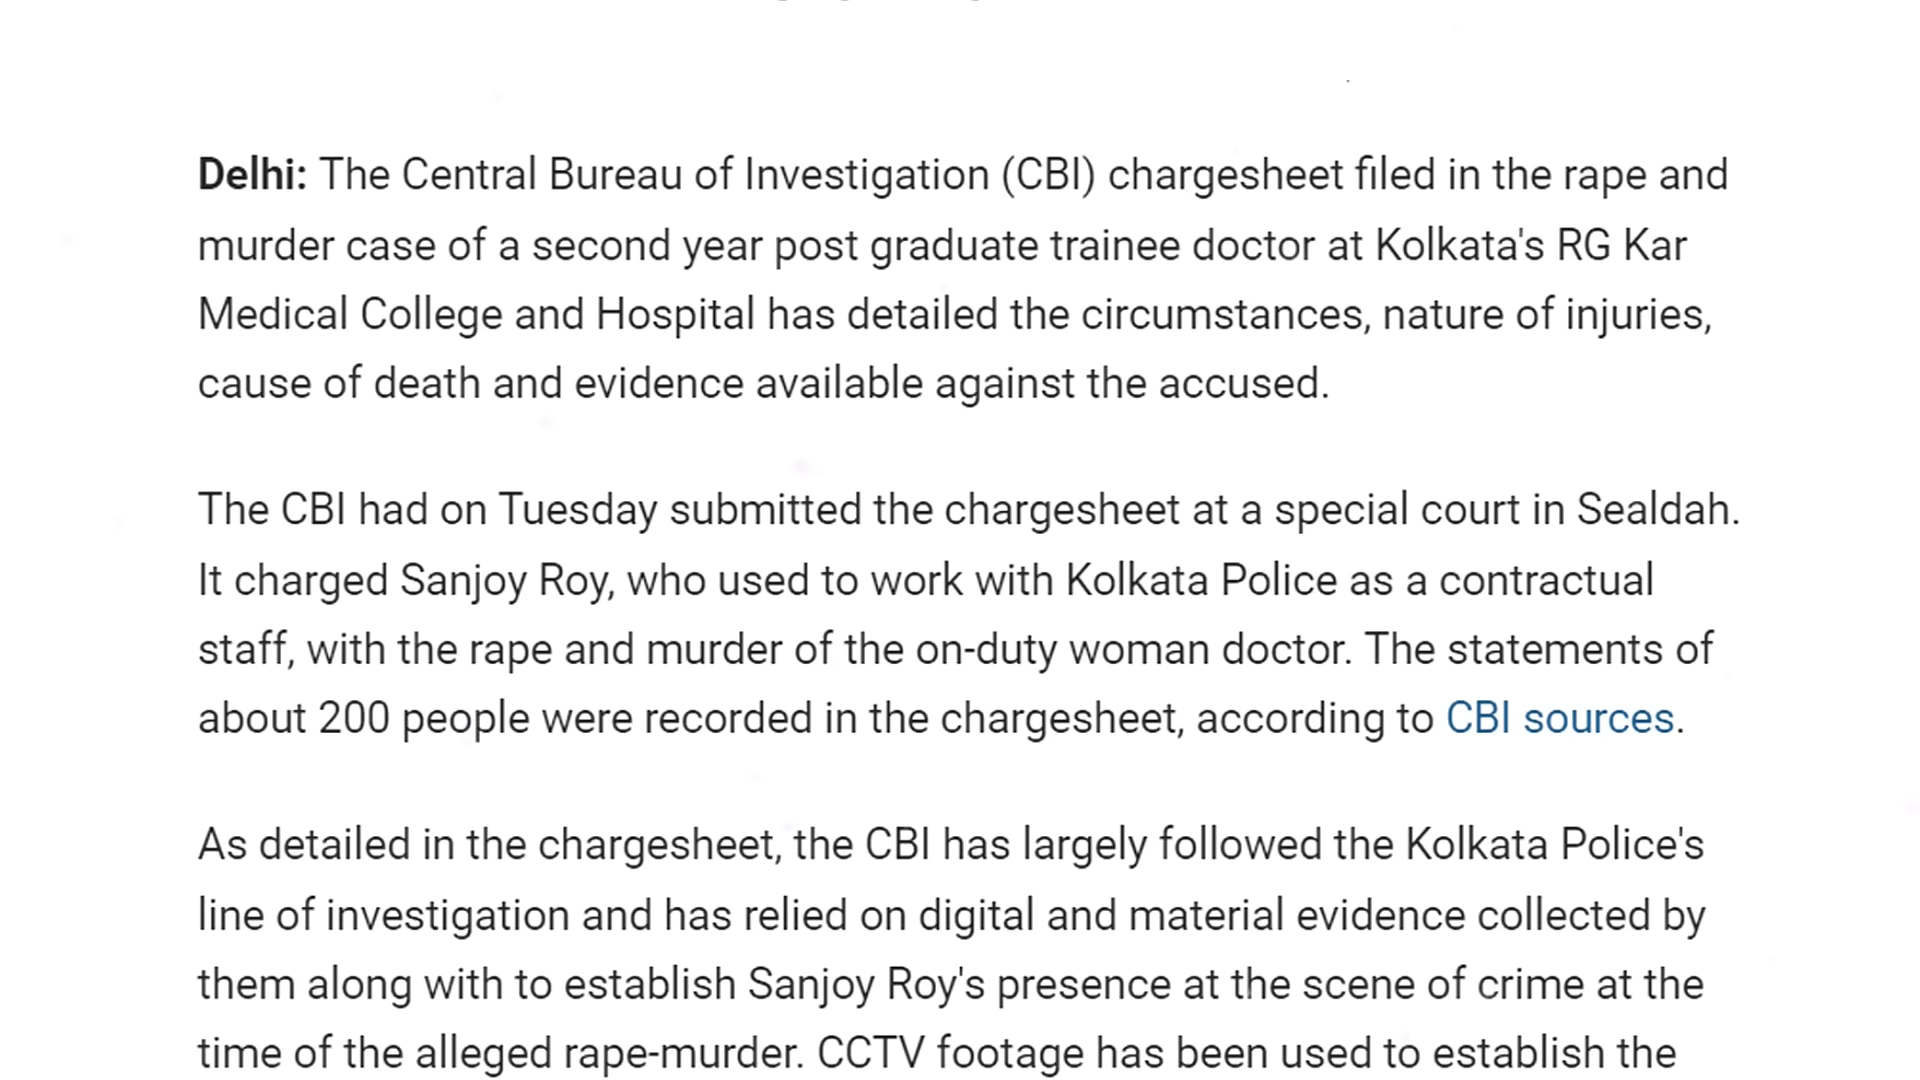 Delhi: The Central Bureau of Investigation (CBI) chargesheet filed in the rape and
murder case of a second year post graduate trainee doctor at Kolkata's RG Kar
Medical College and Hospital has detailed the circumstances, nature of injuries,
cause of death and evidence available against the accused.
The CBI had on Tuesday submitted the chargesheet at a special court in Sealdah.
It charged Sanjoy Roy, who used to work with Kolkata Police as a contractual
staff, with the rape and murder of the on-duty woman doctor. The statements of
about 200 people were recorded in the chargesheet, according to CBI sources.
As detailed in the chargesheet, the CBI has largely followed the Kolkata Police's
line of investigation and has relied on digital and material evidence collected by
them along with to establish Sanjoy Roy's presence at the scene of crime at the
time of the alleged rape-murder. CCTV footage has been used to establish the